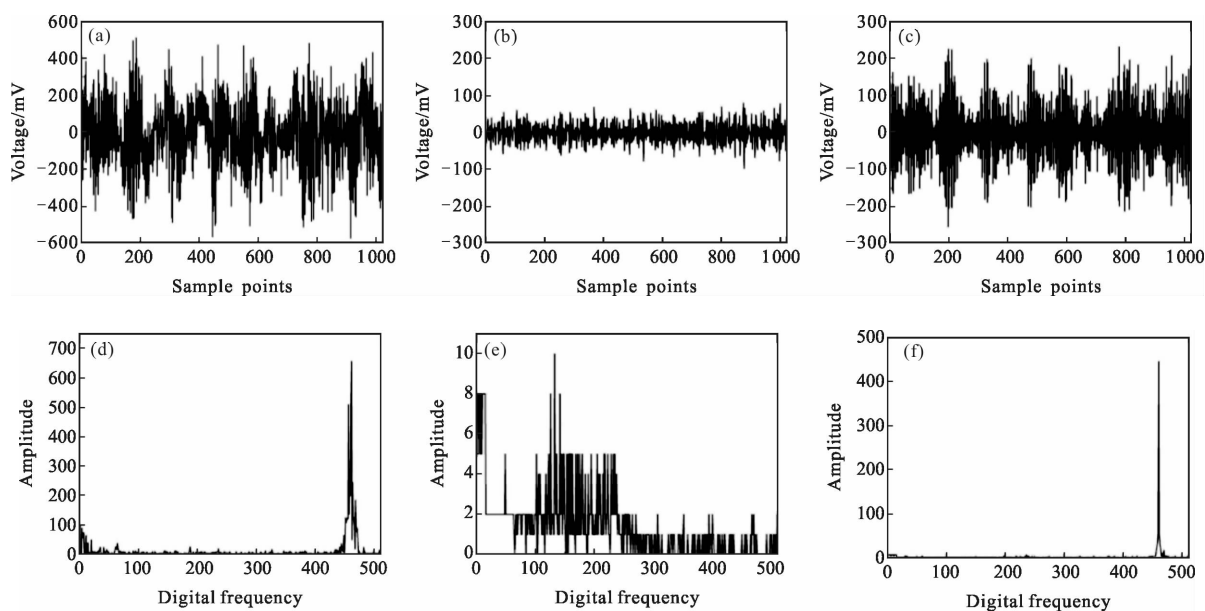 (a)
600
400
200
0
−200
−400
−600
Voltage/mV
0 200 400 600 800 1000
Sample points
(b)
300
200
100
0
−100
−200
−300
Voltage/mV
0 200 400 600 800 1000
Sample points
(c)
300
200
100
0
−100
−200
−300
Voltage/mV
0 200 400 600 800 1000
Sample points
(d)
700
600
500
400
300
200
100
0
Amplitude
0 100 200 300 400 500
Digital frequency
(e)
10
8
6
4
2
0
Amplitude
0 100 200 300 400 500
Digital frequency
(f)
500
400
300
200
100
0
Amplitude
0 100 200 300 400 500
Digital frequency